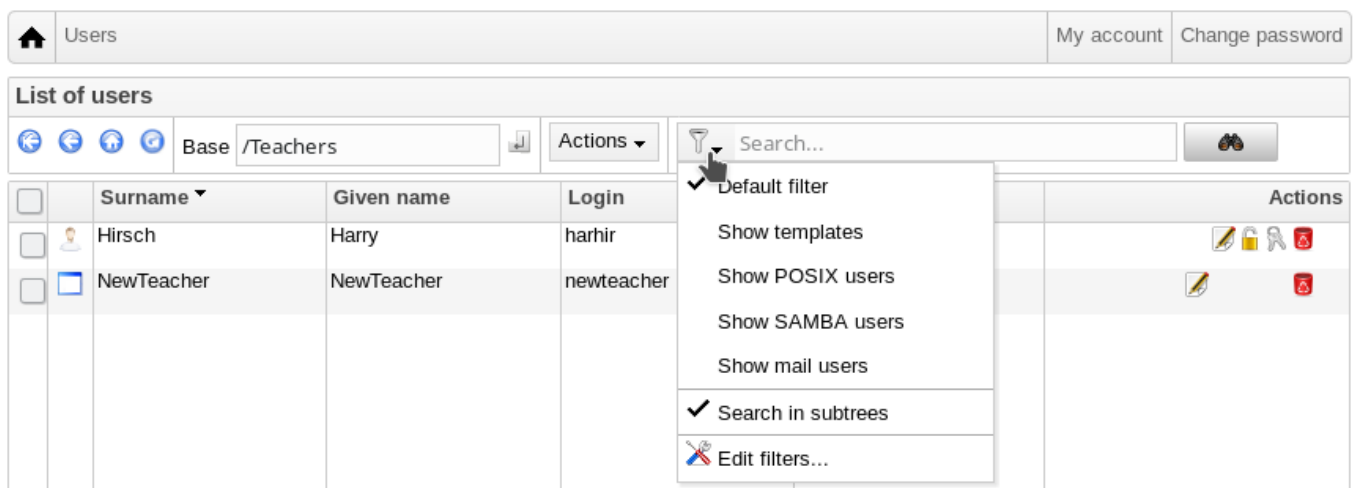 Users
My account
Change password
List of users
Base
/Teachers
Actions
Search...
Surname
Given name
Login
Actions
Hirsch
Harry
harhir
NewTeacher
NewTeacher
newteacher
Default filter
Show templates
Show POSIX users
Show SAMBA users
Show mail users
Search in subtrees
Edit filters...